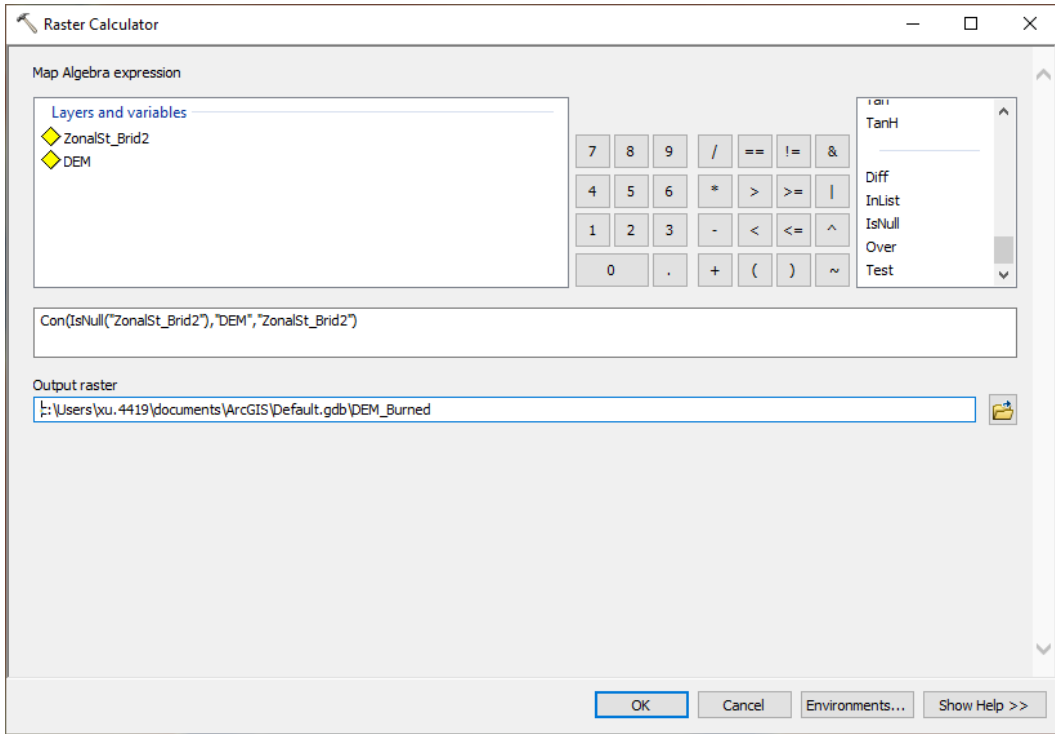 Raster Calculator
Map Algebra expression
Layers and variables
ZonalSt_Brid2
DEM
7 8 9 / == != &
4 5 6 * > >= |
1 2 3 - < <= ^
0 . + ( ) ~
Tan
TanH
Diff
InList
IsNull
Over
Test
Con(IsNull("ZonalSt_Brid2"),"DEM","ZonalSt_Brid2")
Output raster
C:\Users\xu.4419\documents\ArcGIS\Default.gdb\DEM_Burned
OK Cancel Environments... Show Help >>